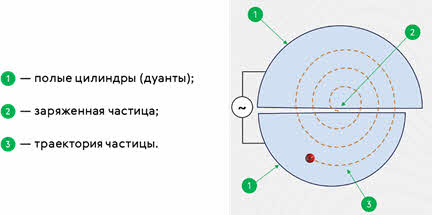 1 — полые цилиндры (дуанты);
2 — заряженная частица;
3 — траектория частицы.
1
2
~
1
3